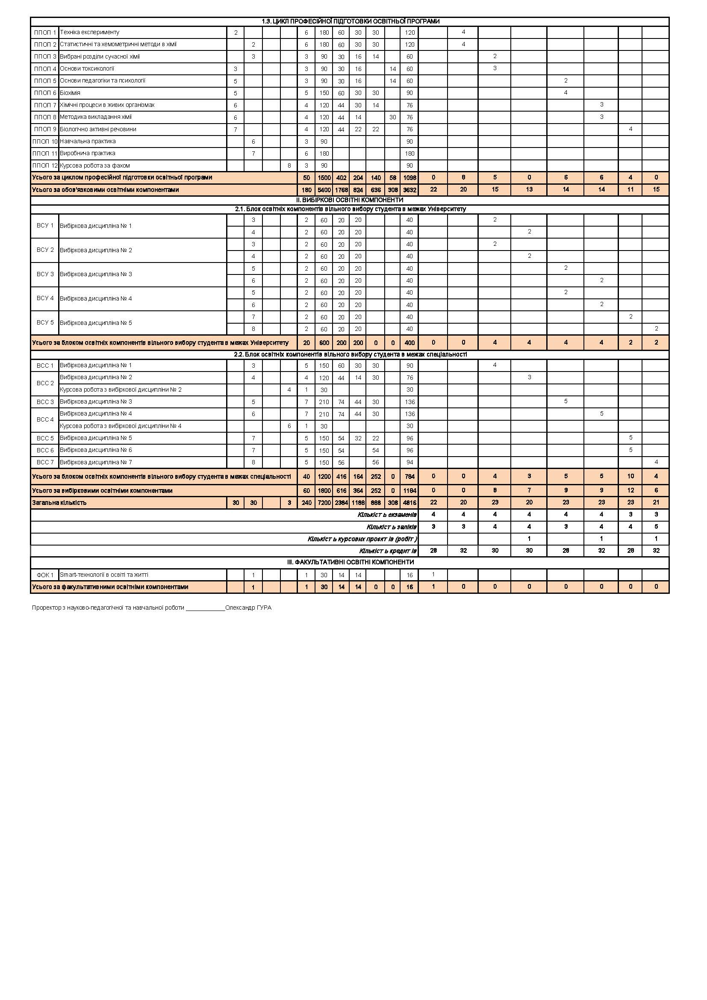 1.3. ЦИКЛ ПРОФЕСІЙНОЇ ПІДГОТОВКИ ОСВІТНЬОЇ ПРОГРАМИ
ППОП 1 Техніка експерименту 2 6 180 60 30 30 120 4
ППОП 2 Статистичні та хемометричні методи в хімії 2 6 180 60 30 30 120 4
ППОП 3 Вибрані розділи сучасної хімії 3 3 90 30 16 14 60 2
ППОП 4 Основи токсикології 3 3 90 30 16 14 60 3
ППОП 5 Основи педагогіки та психології 5 3 90 30 16 14 60 2
ППОП 6 Біохімія 5 5 150 60 30 30 90 4
ППОП 7 Хімічні процеси в живих організмах 6 4 120 44 30 14 76 3
ППОП 8 Методика викладання хімії 6 4 120 44 14 30 76 3
ППОП 9 Біологічно активні речовини 7 4 120 44 22 22 76 4
ППОП 10 Навчальна практика 6 3 90 90
ППОП 11 Виробнича практика 7 6 180 180
ППОП 12 Курсова робота за фахом 8 3 90 90
Усього за циклом професійної підготовки освітньої програми 50 1500 402 204 140 58 1098 0 8 5 0 6 6 4 0
Усього за обов'язковими освітніми компонентами 180 5400 1768 824 636 308 3632 22 20 15 13 14 14 11 15
ІІ. ВИБІРКОВІ ОСВІТНІ КОМПОНЕНТИ
2.1. Блок освітніх компонентів вільного вибору студента в межах Університету
ВСУ 1 Вибіркова дисципліна № 1 3 2 60 20 20 40 2
4 2 60 20 20 40 2
ВСУ 2 Вибіркова дисципліна № 2 3 2 60 20 20 40 2
4 2 60 20 20 40 2
ВСУ 3 Вибіркова дисципліна № 3 5 2 60 20 20 40 2
6 2 60 20 20 40 2
ВСУ 4 Вибіркова дисципліна № 4 5 2 60 20 20 40 2
6 2 60 20 20 40 2
ВСУ 5 Вибіркова дисципліна № 5 7 2 60 20 20 40 2
8 2 60 20 20 40 2
Усього за блоком освітніх компонентів вільного вибору студента в межах Університету 20 600 200 200 0 0 400 0 0 4 4 4 4 2 2
2.2. Блок освітніх компонентів вільного вибору студента в межах спеціальності
ВСС 1 Вибіркова дисципліна № 1 3 5 150 60 30 30 90 4
ВСС 2 Вибіркова дисципліна № 2 4 4 120 44 14 30 76 3
Курсова робота з вибіркової дисципліни № 2 4 1 30 30
ВСС 3 Вибіркова дисципліна № 3 5 7 210 74 44 30 136 5
ВСС 4 Вибіркова дисципліна № 4 6 7 210 74 44 30 136 5
Курсова робота з вибіркової дисципліни № 4 6 1 30 30
ВСС 5 Вибіркова дисципліна № 5 7 5 150 54 32 22 96 5
ВСС 6 Вибіркова дисципліна № 6 7 5 150 54 54 96 5
ВСС 7 Вибіркова дисципліна № 7 8 5 150 56 56 94 4
Усього за блоком освітніх компонентів вільного вибору студента в межах спеціальності 40 1200 416 164 252 0 784 0 0 4 3 5 5 10 4
Усього за вибірковими освітніми компонентами 60 1800 616 364 252 0 1184 0 0 8 7 9 9 12 6
Загальна кількість 30 30 3 240 7200 2384 1188 888 308 4816 22 20 23 20 23 23 23 21
Кількість екзаменів 4 4 4 4 4 4 3 3
Кількість заліків 3 3 4 4 3 4 4 5
Кількість курсових проєктів (робіт) 1 1 1
Кількість кредитів 28 32 30 30 28 32 28 32
ІІІ. ФАКУЛЬТАТИВНІ ОСВІТНІ КОМПОНЕНТИ
ФОК 1 Smart-технології в освіті та житті 1 1 30 14 14 16 1
Усього за факультативними освітніми компонентами 1 1 30 14 14 0 0 16 1 0 0 0 0 0 0 0
Проректор з науково-педагогічної та навчальної роботи ____________Олександр ГУРА